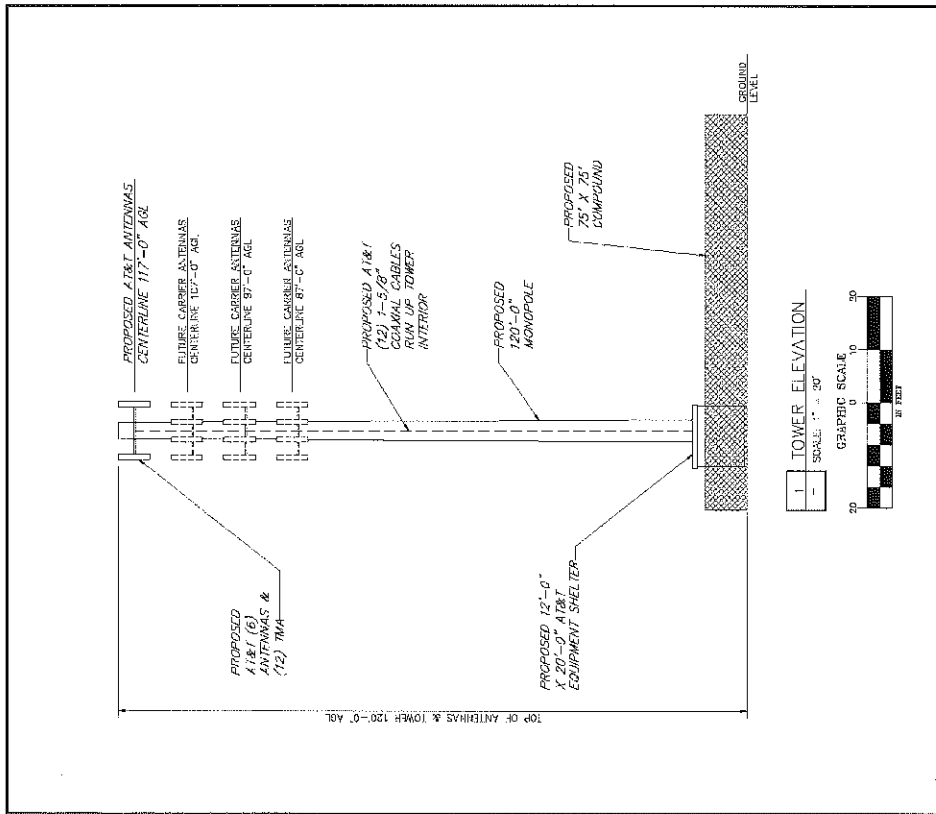 PROPOSED AT&T ANTENNAS
CENTERLINE 117'-0" AGL
FUTURE CARRIER ANTENNAS
CENTERLINE 107'-0" AGL
FUTURE CARRIER ANTENNAS
CENTERLINE 97'-0" AGL
FUTURE CARRIER ANTENNAS
CENTERLINE 87'-0" AGL
PROPOSED AT&T
(12) 1-5/8"
COAXIAL CABLES
RUN UP TOWER
INTERIOR
PROPOSED
120'-0"
MONOPOLE
PROPOSED
75' X 75'
COMPOUND
GROUND
LEVEL
PROPOSED
AT&T (6)
ANTENNAS &
(12) TMA
PROPOSED 12'-0"
X 20'-0" AT&T
EQUIPMENT SHELTER
TOP OF ANTENNAS & TOWER 120'-0" AGL
1
TOWER ELEVATION
SCALE: 1" = 20'
GRAPHIC SCALE
20 0 10
IN FEET